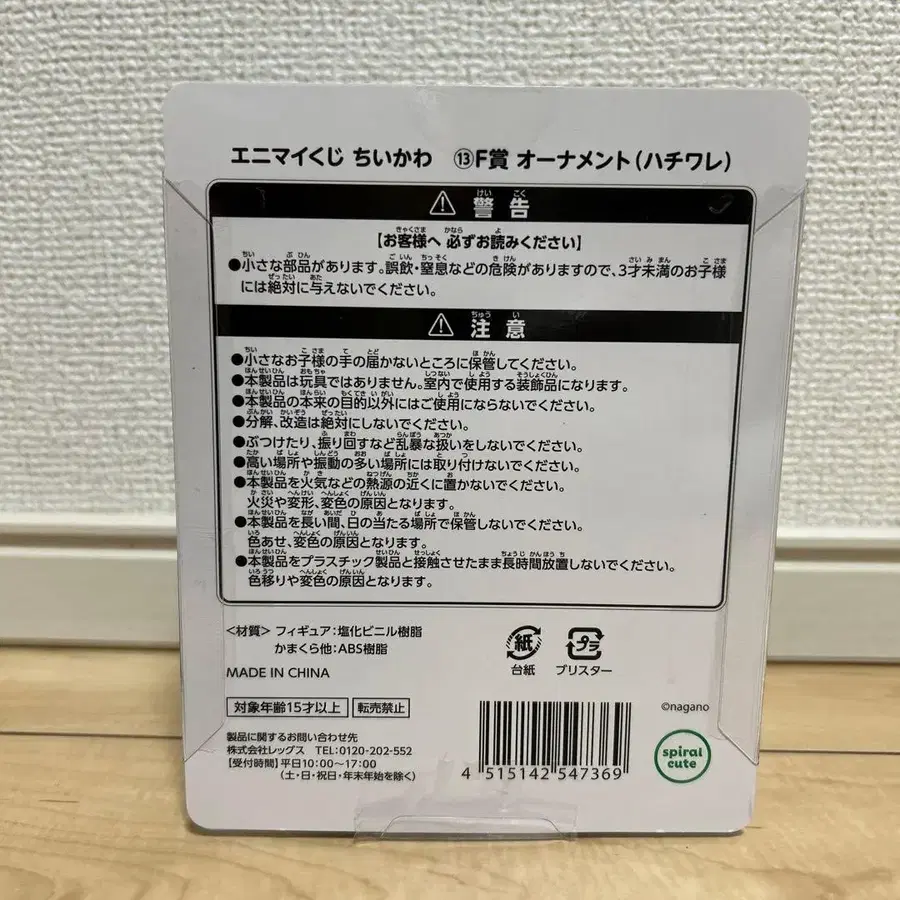 エニマイくじ ちいかわ ⑬F賞 オーナメント(ハチワレ)
⚠ 警告
【お客様へ 必ずお読みください】
●小さな部品があります。誤飲・窒息などの危険がありますので、3才未満のお子様
には絶対に与えないでください。
⚠ 注意
●小さなお子様の手の届かないところに保管してください。
●本製品は玩具ではありません。室内で使用する装飾品になります。
●本製品の本来の目的以外にはご使用にならないでください。
●分解、改造は絶対にしないでください。
●ぶつけたり、振り回すなど乱暴な扱いをしないでください。
●高い場所や振動の多い場所には取り付けないでください。
●本製品を火気などの熱源の近くに置かないでください。
火災や変形、変色の原因となります。
●本製品を長い間、日の当たる場所で保管しないでください。
色あせ、変色の原因となります。
●本製品をプラスチック製品と接触させたまま長時間放置しないでください。
色移りや変色の原因となります。
<材質> フィギュア:塩化ビニル樹脂
かまくら他:ABS樹脂
紙 プラ
台紙 ブリスター
MADE IN CHINA
対象年齢15才以上 転売禁止
©nagano
製品に関するお問い合わせ先
株式会社レッグス TEL:0120-202-552
【受付時間】平日10:00~17:00
(土・日・祝日・年末年始を除く)
4 515142 547369
spiral
cute